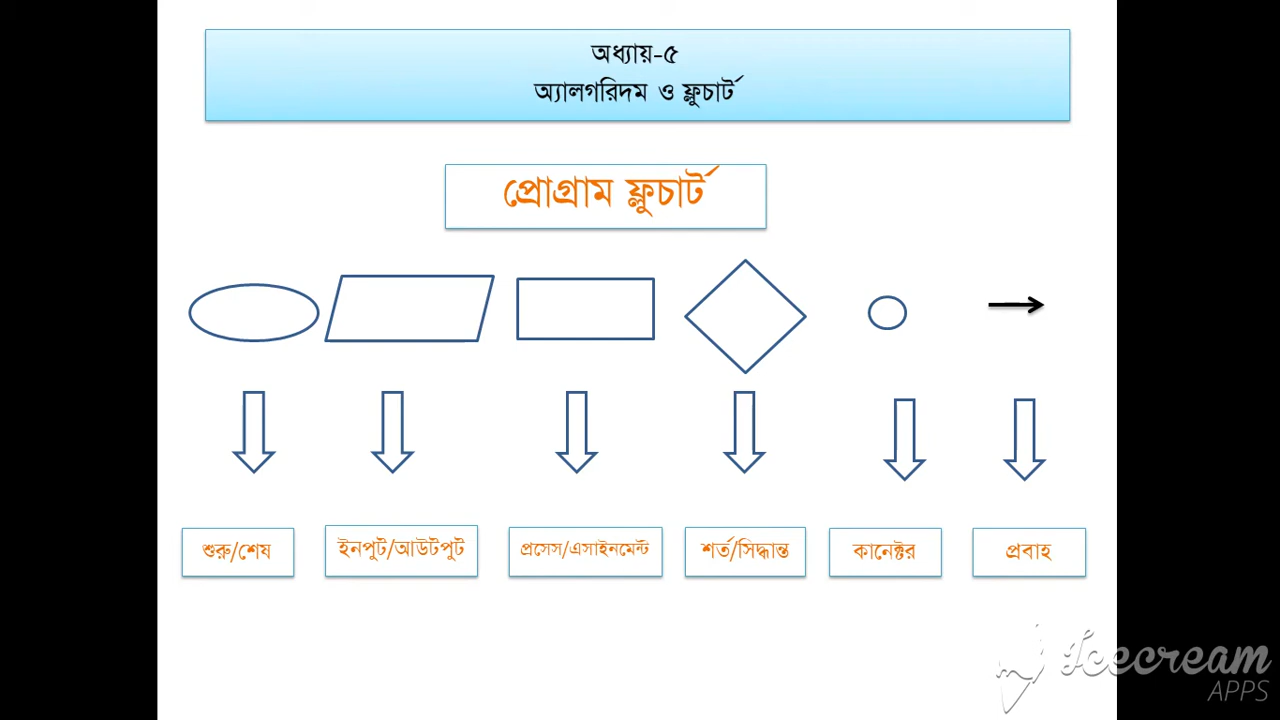 অধ্যায়-৫
অ্যালগরিদম ও ফ্লুচার্ট
প্রোগ্রাম ফ্লুচার্ট
শুরু/শেষ
ইনপুট/আউটপুট
প্রসেস/এসাইনমেন্ট
শর্ত/সিদ্ধান্ত
কানেক্টর
প্রবাহ
Icecream
APPS